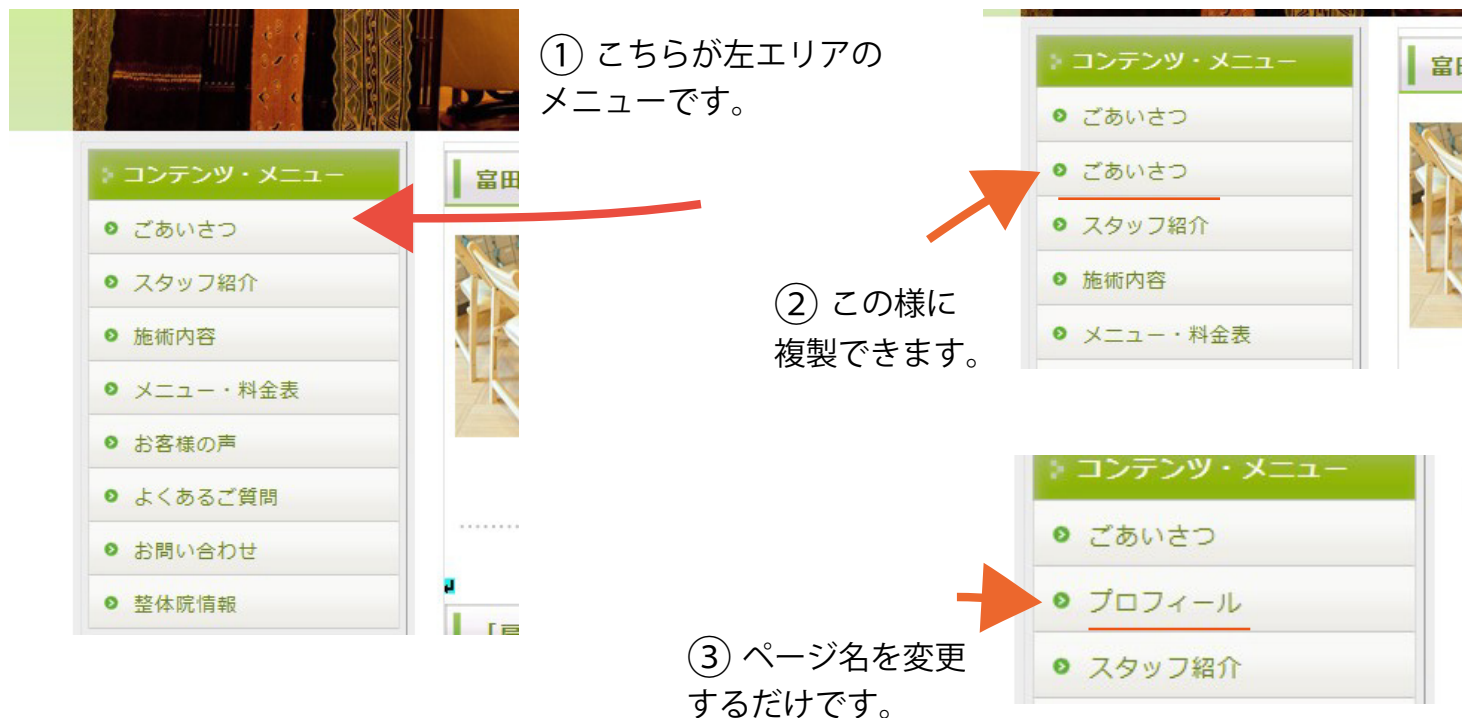 ① こちらが左エリアの
メニューです。
コンテンツ・メニュー
ごあいさつ
スタッフ紹介
施術内容
メニュー・料金表
お客様の声
よくあるご質問
お問い合わせ
整体院情報
富田
② この様に
複製できます。
コンテンツ・メニュー
ごあいさつ
ごあいさつ
スタッフ紹介
施術内容
メニュー・料金表
富
③ ページ名を変更
するだけです。
コンテンツ・メニュー
ごあいさつ
プロフィール
スタッフ紹介